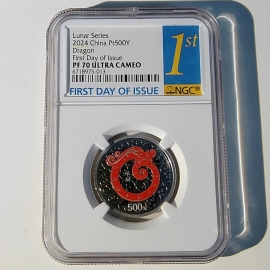 Lunar Series
2024 China Pt500Y
Dragon
First Day of Issue
PF 70 ULTRA CAMEO
6718975-013
1st
FIRST DAY OF ISSUE
NGC
500